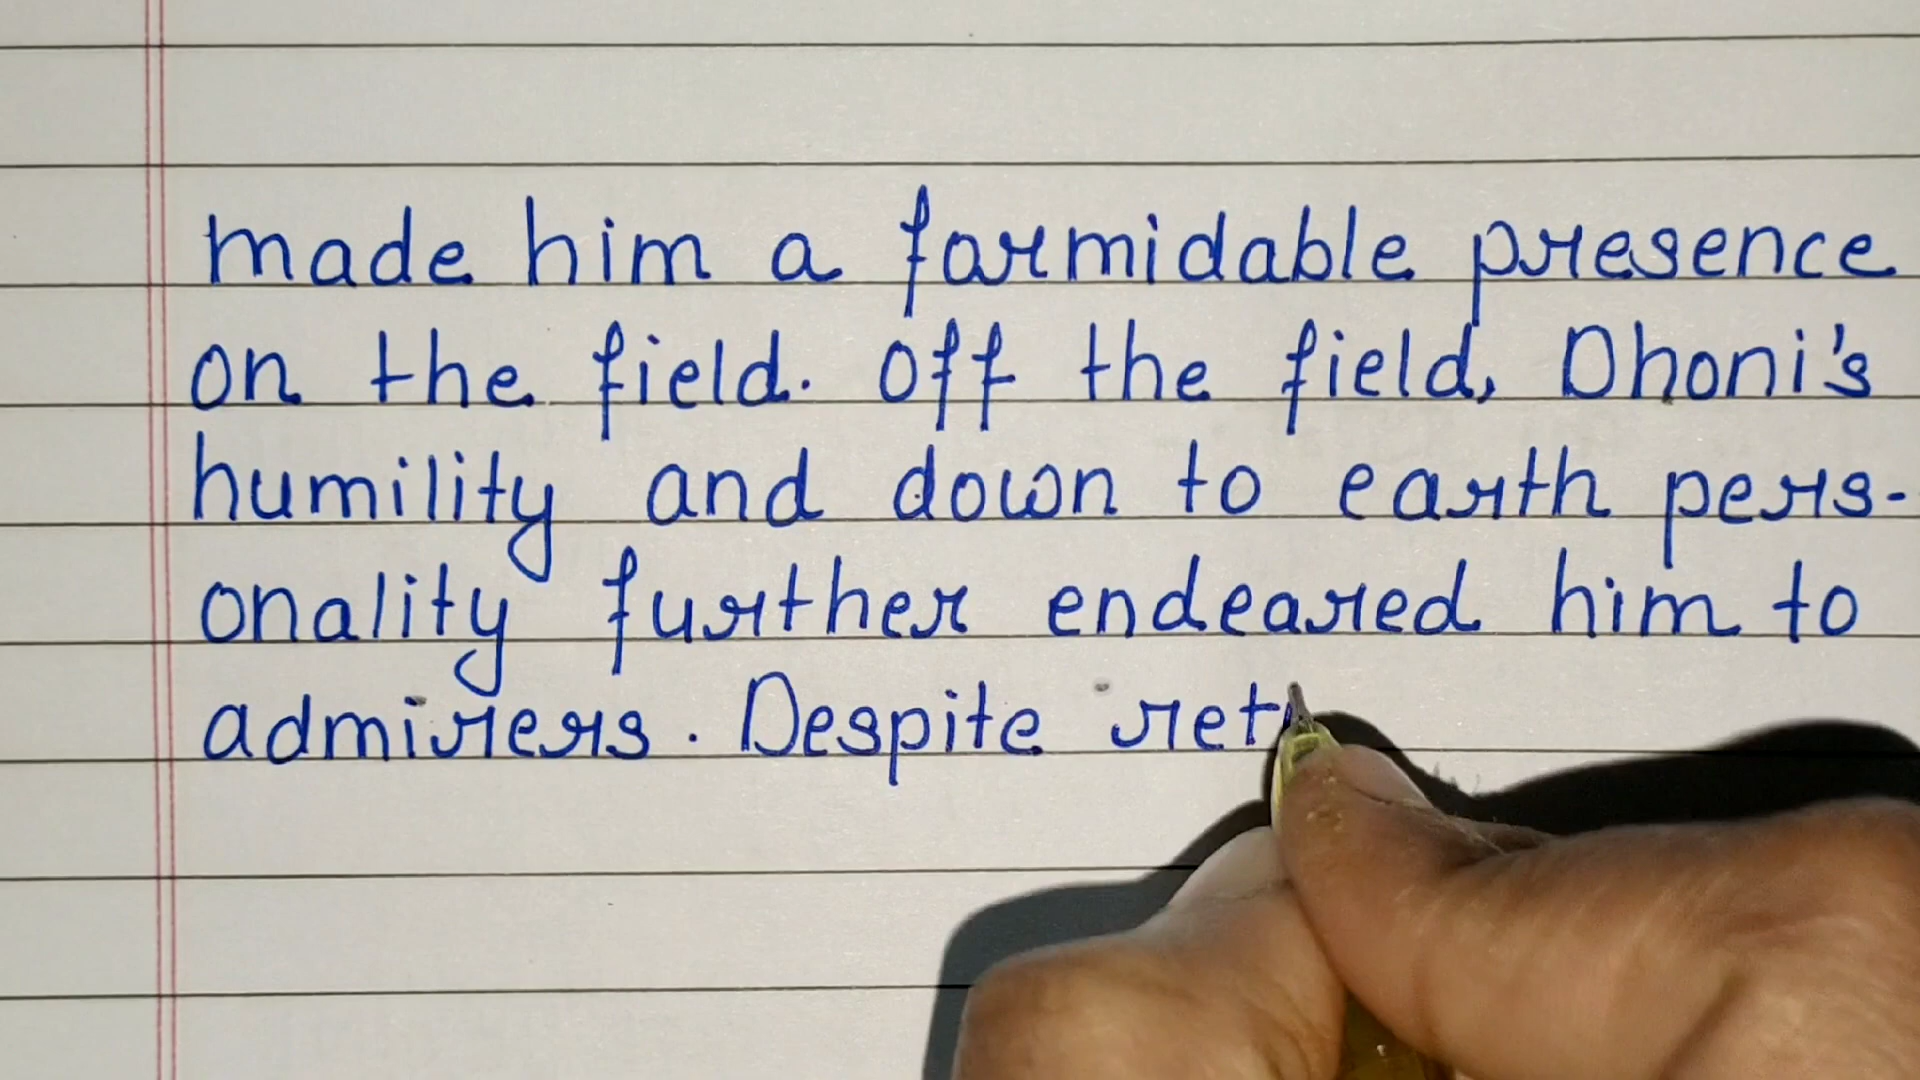 made him a formidable presence
on the field. Off the field, Dhoni's
humility and down to earth pers-
onality further endeared him to
admirers. Despite ret